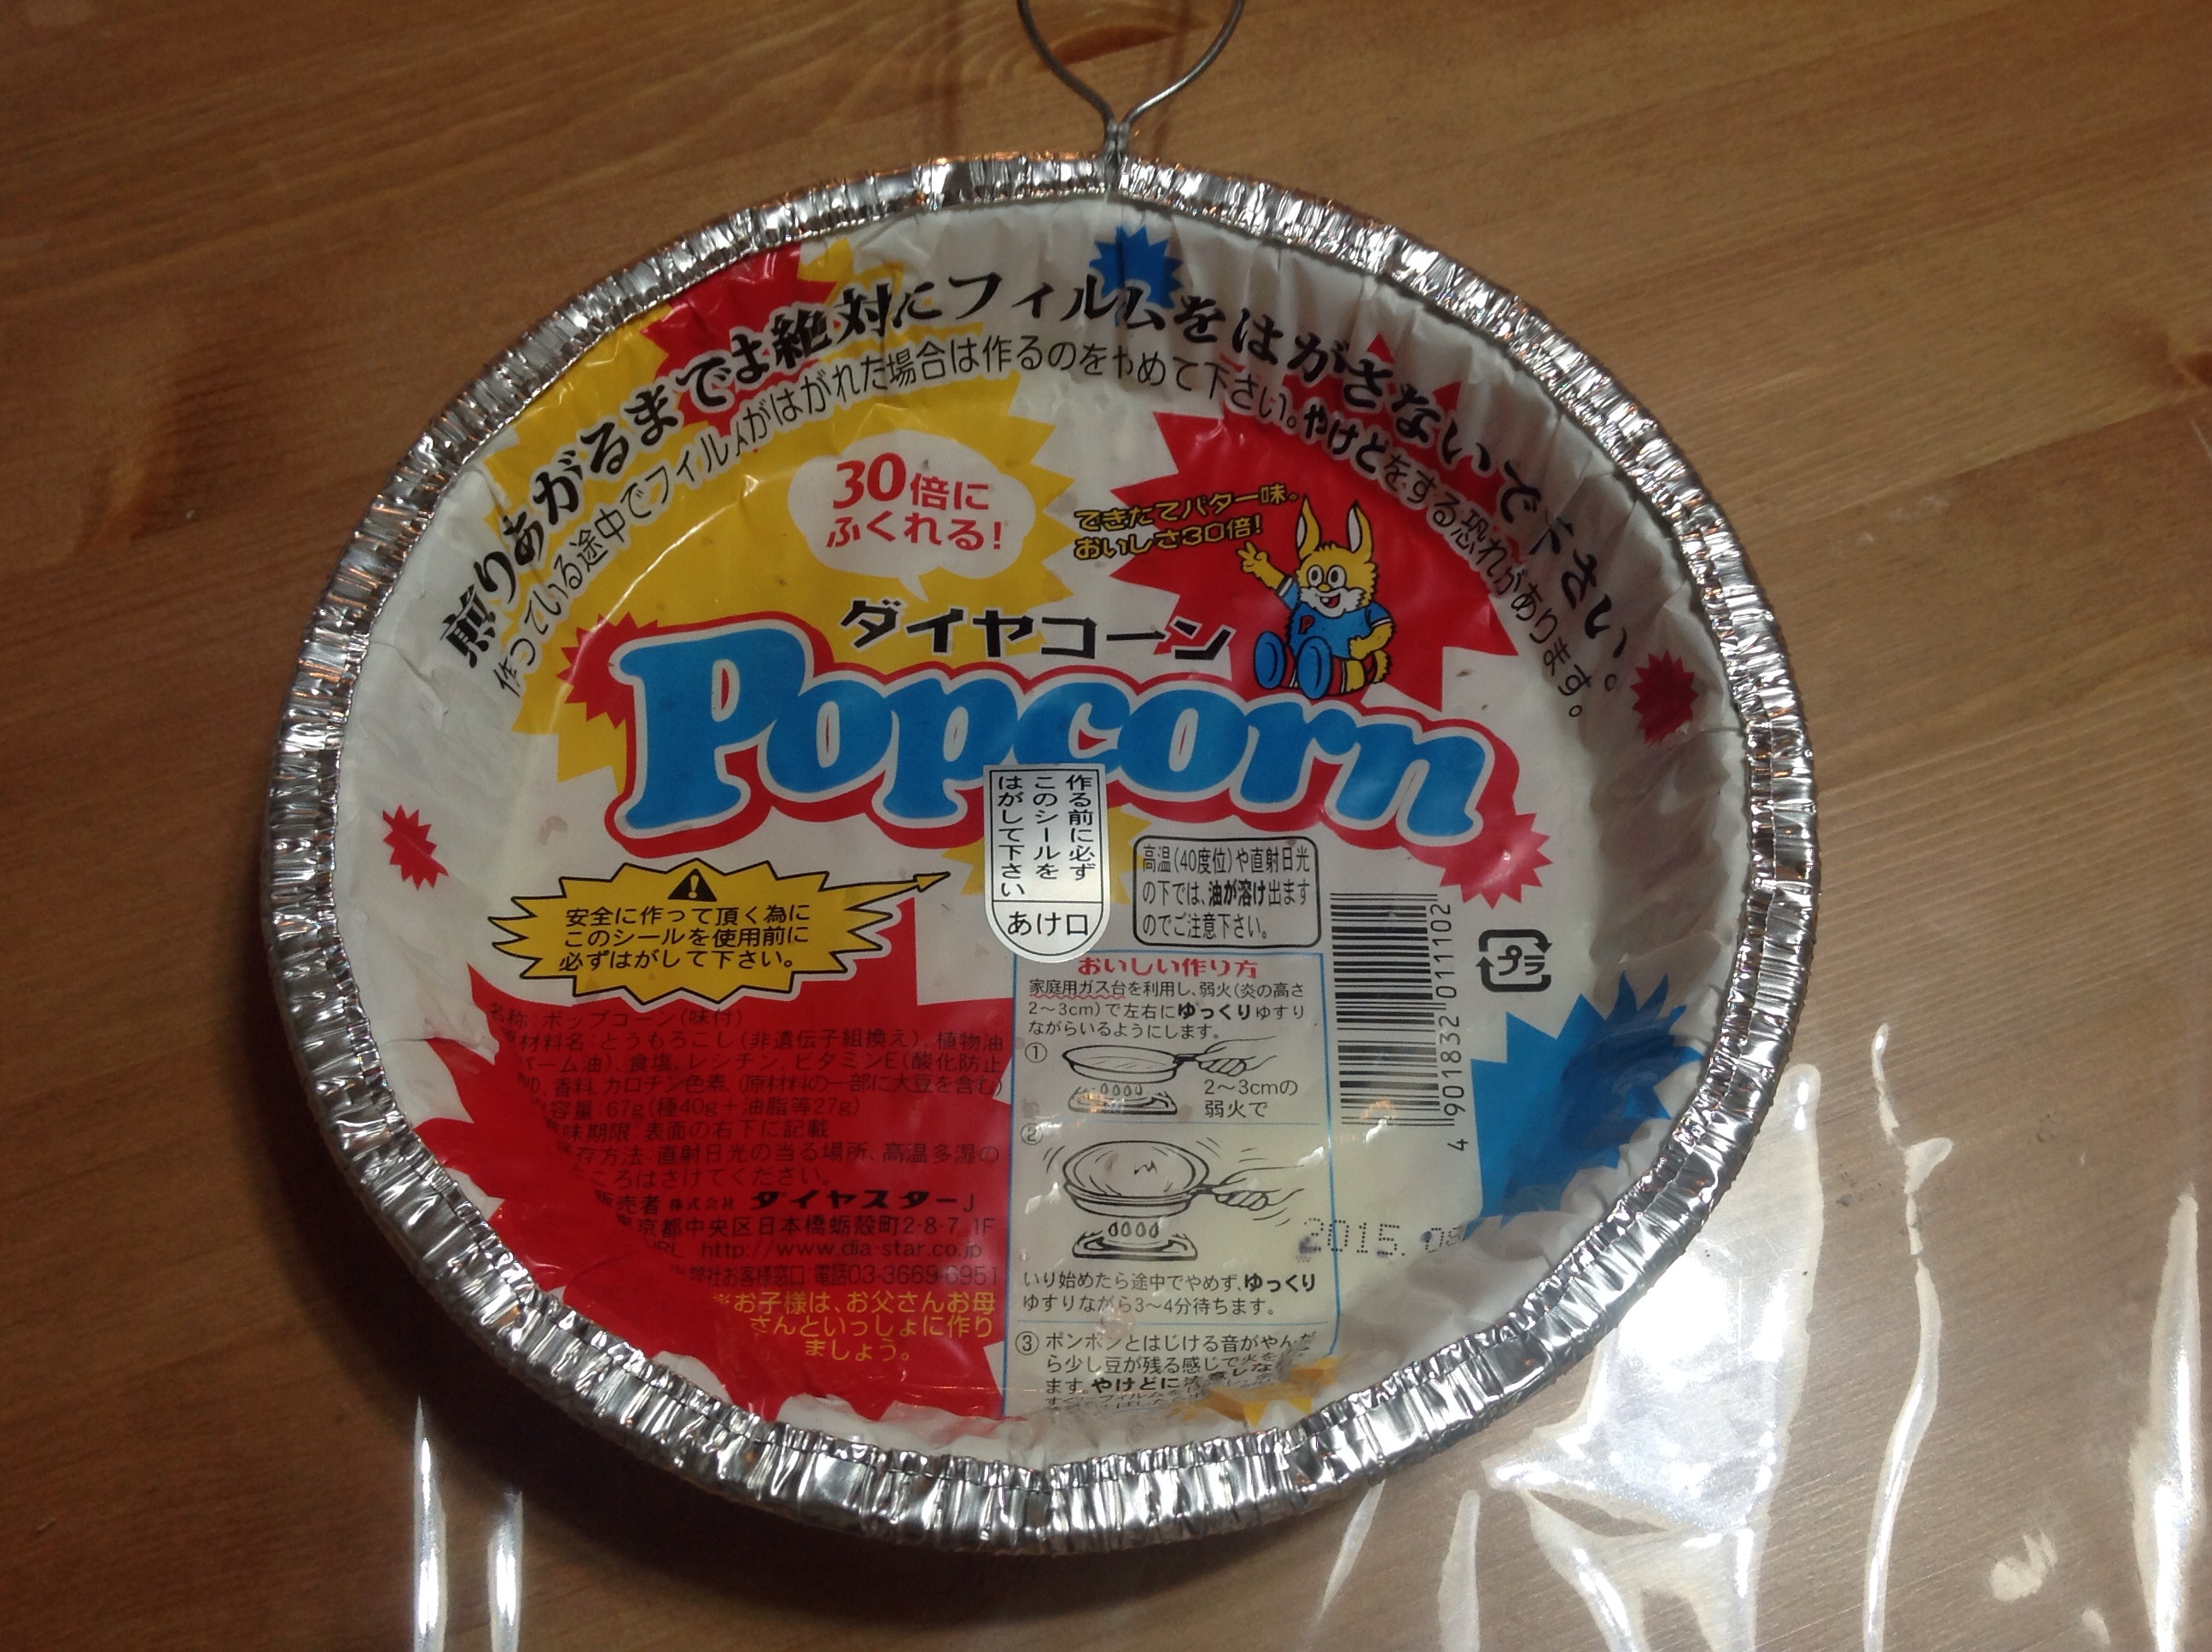 煎りあがるまでは絶対にフィルムをはがさないで下さい。
作っている途中でフィルムがはがれた場合は作るのをやめて下さい。やけどをする恐れがあります。
30倍に
ふくれる!
できたてバター味。
おいしさ30倍!
ダイヤコーン
P
Popcorn
作る前に必ず
このシールを
はがして下さい
あけ口
安全に作って頂く為に
このシールを使用前に
必ずはがして下さい。
高温(40度位)や直射日光
の下では、油が溶け出ます
のでご注意下さい。
4 901832 011102
プラ
名称:ポップコーン(味付)
原材料名:とうもろこし(非遺伝子組換え)、植物油
(パーム油)、食塩、レシチン、ビタミンE(酸化防止
剤)、香料、カロチン色素、(原材料の一部に大豆を含む)
内容量:67g(種40g+油脂等27g)
賞味期限:表面の右下に記載
保存方法:直射日光の当る場所、高温多湿の
ところはさけてください。
販売者 株式会社 ダイヤスターJ
東京都中央区日本橋蛎殻町2-8-7 1F
URL http://www.dia-star.co.jp
※弊社お客様窓口:電話03-3669-6951
※お子様は、お父さんお母
さんといっしょに作り
ましょう。
おいしい作り方
家庭用ガス台を利用し、弱火(炎の高さ
2～3cm)で左右にゆっくりゆすり
ながらいるようにします。
①
2～3cmの
弱火で
②
いり始めたら途中でやめず、ゆっくり
ゆすりながら3～4分待ちます。
③ ポンポンとはじける音がやんだ
ら少し豆が残る感じで火を
ます。やけどに注意しな
2015.08